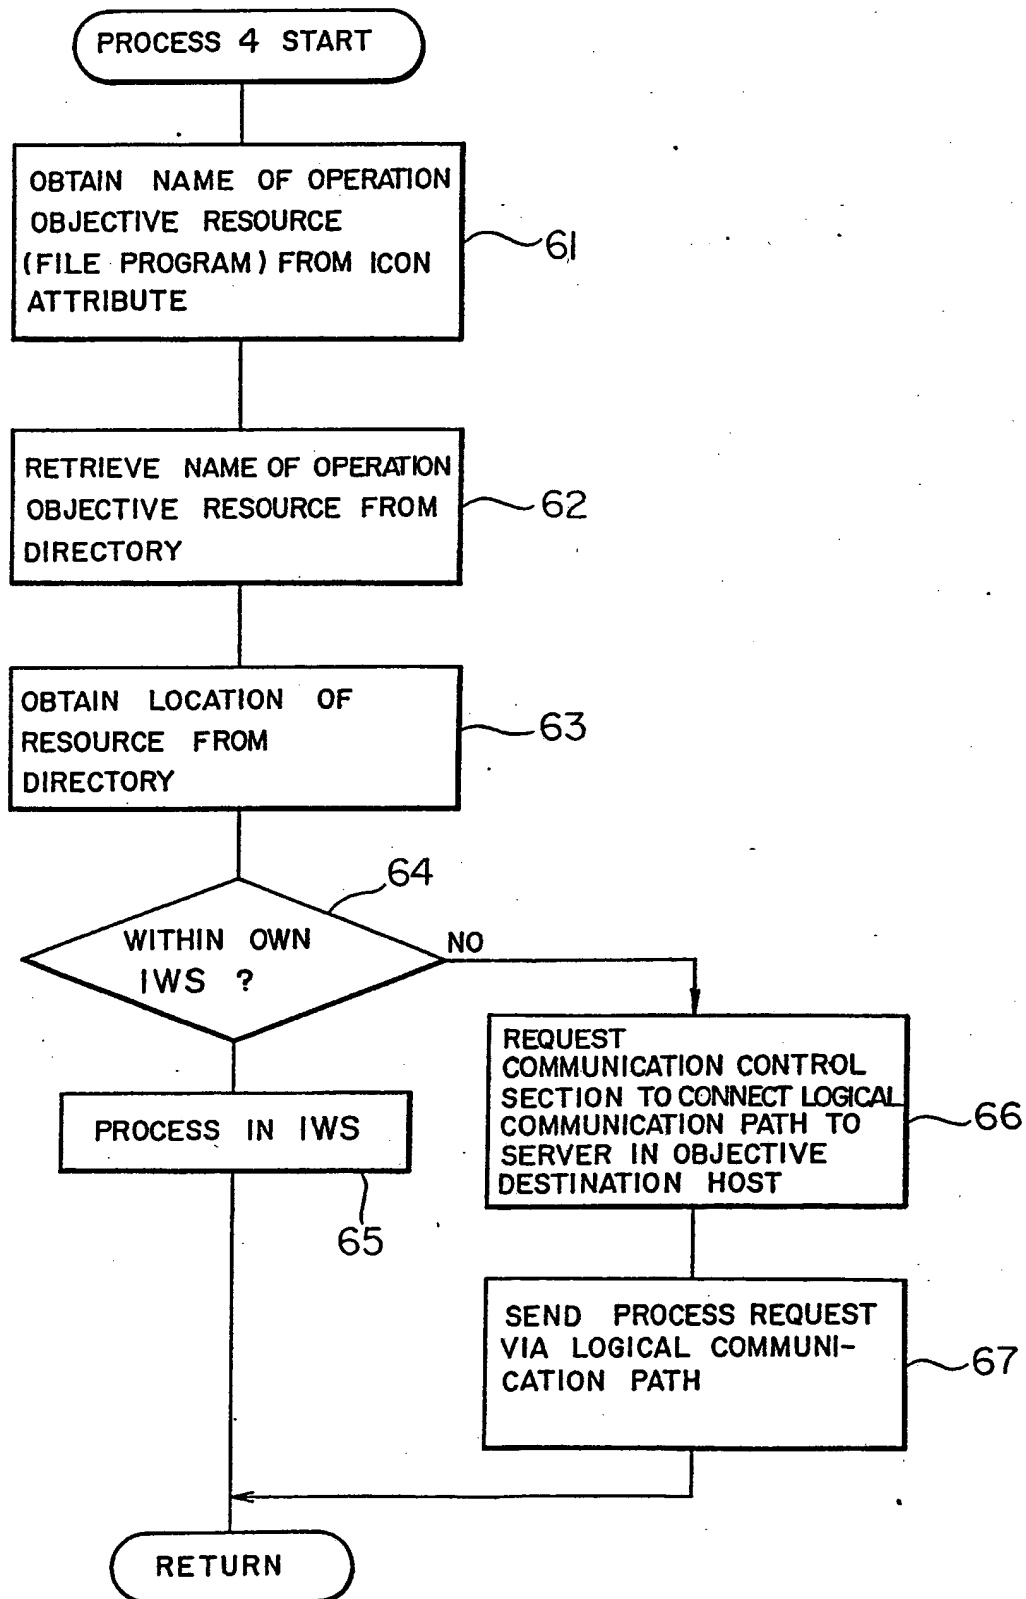 PROCESS 4 START
OBTAIN NAME OF OPERATION
OBJECTIVE RESOURCE
(FILE PROGRAM) FROM ICON
ATTRIBUTE
61
RETRIEVE NAME OF OPERATION
OBJECTIVE RESOURCE FROM
DIRECTORY
62
OBTAIN LOCATION OF
RESOURCE FROM
DIRECTORY
63
64
WITHIN OWN
IWS ?
NO
REQUEST
COMMUNICATION CONTROL
SECTION TO CONNECT LOGICAL
COMMUNICATION PATH TO
SERVER IN OBJECTIVE
DESTINATION HOST
66
PROCESS IN IWS
65
SEND PROCESS REQUEST
VIA LOGICAL COMMUNI-
CATION PATH
67
RETURN